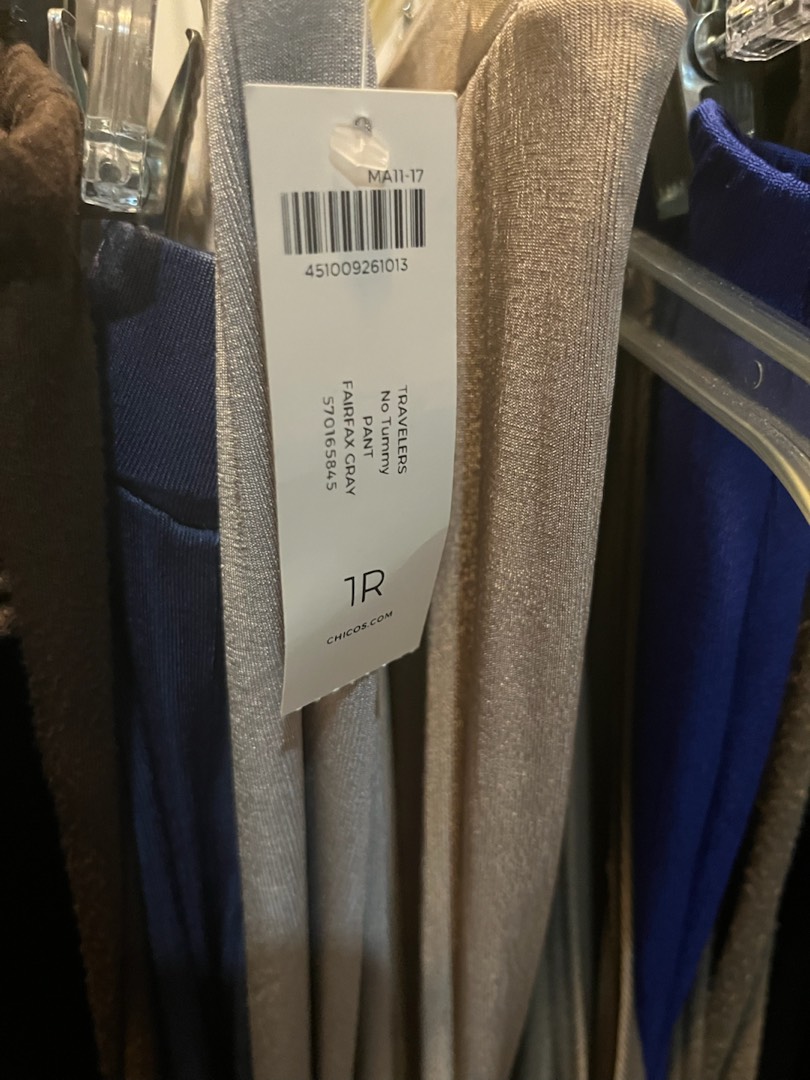 MA11-17
451009261013
TRAVELERS
No Tummy
PANT
FAIRFAX GRAY
570165845
1R
CHICOS.COM